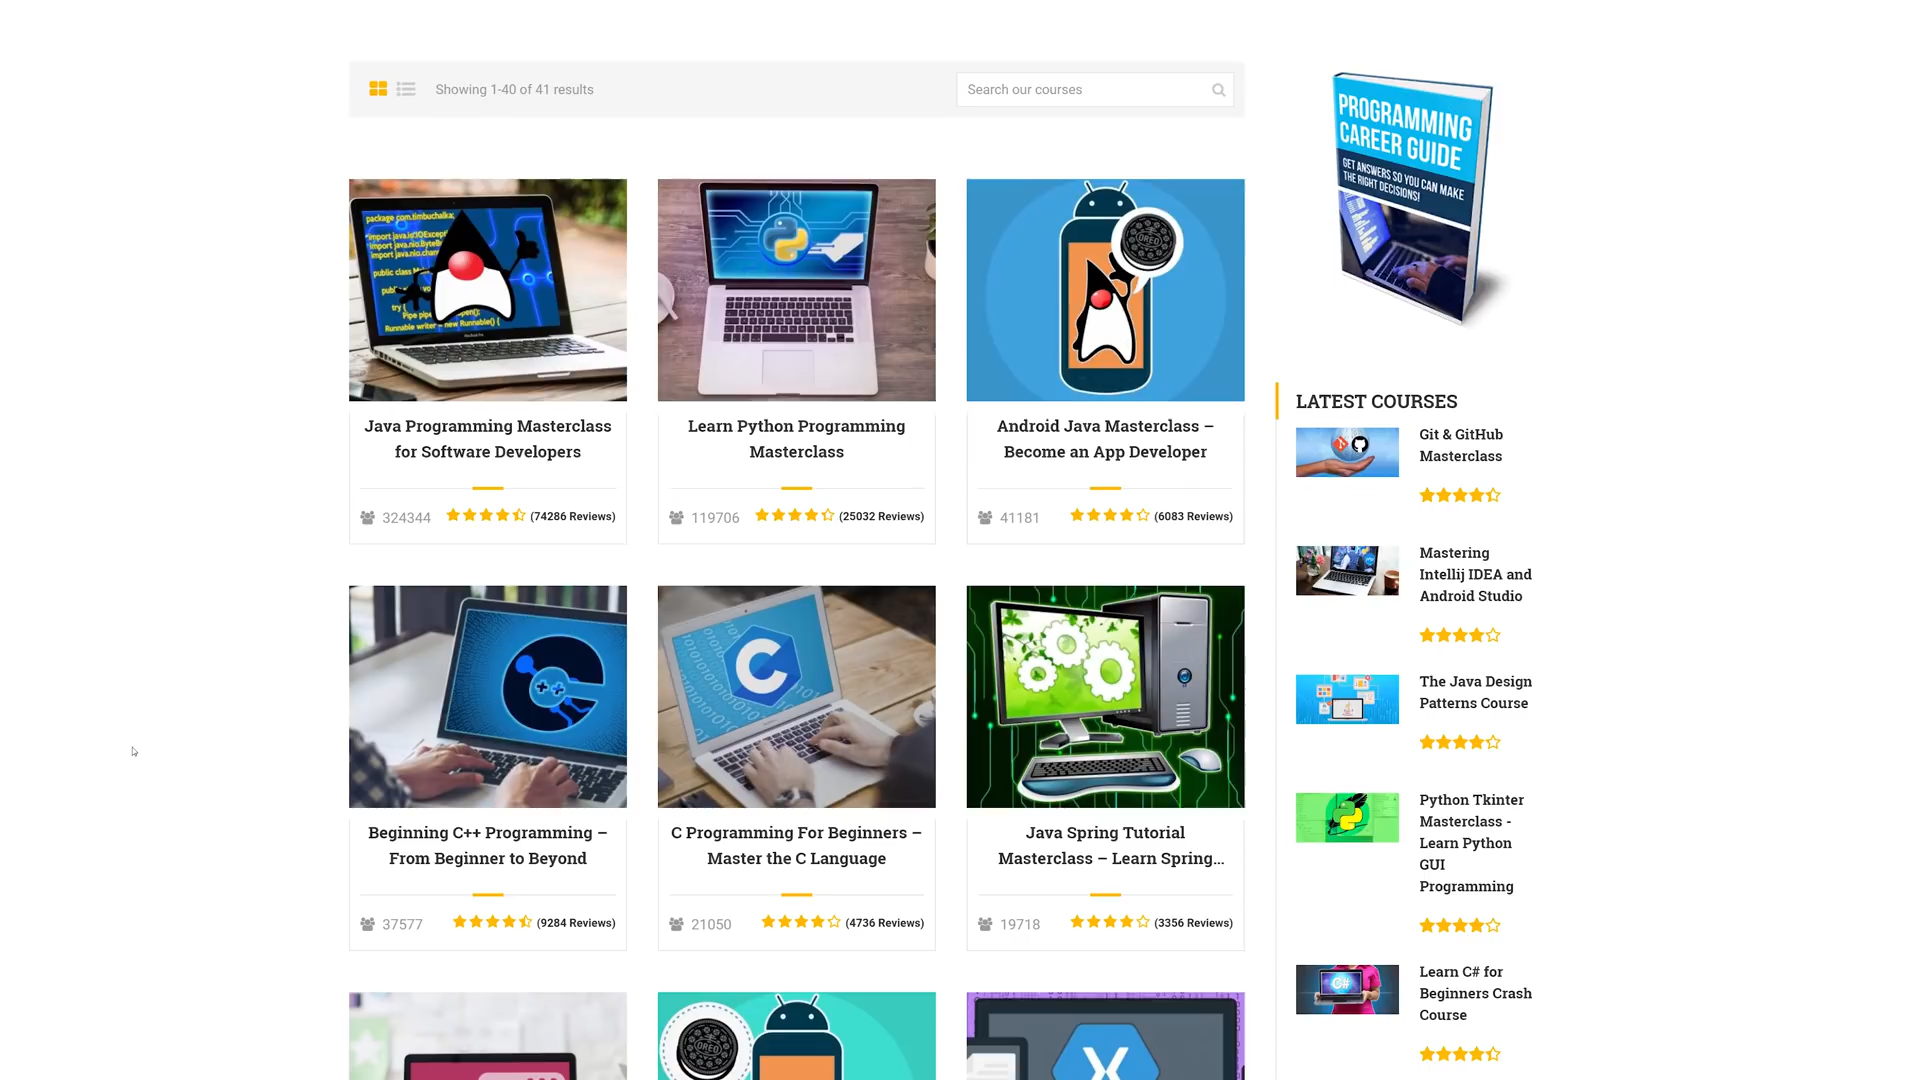 Showing 1-40 of 41 results
Search our courses
PROGRAMMING
CAREER GUIDE
GET ANSWERS SO YOU CAN MAKE
THE RIGHT DECISIONS!
package com.timbuchalka;
OREO
Java Programming Masterclass
for Software Developers
324344 (74286 Reviews)
Learn Python Programming
Masterclass
119706 (25032 Reviews)
Android Java Masterclass –
Become an App Developer
41181 (6083 Reviews)
C
Beginning C++ Programming –
From Beginner to Beyond
37577 (9284 Reviews)
C Programming For Beginners –
Master the C Language
21050 (4736 Reviews)
Java Spring Tutorial
Masterclass – Learn Spring...
19718 (3356 Reviews)
OREO
X
LATEST COURSES
Git & GitHub
Masterclass
Mastering
Intellij IDEA and
Android Studio
The Java Design
Patterns Course
Python Tkinter
Masterclass -
Learn Python
GUI
Programming
C#
Learn C# for
Beginners Crash
Course